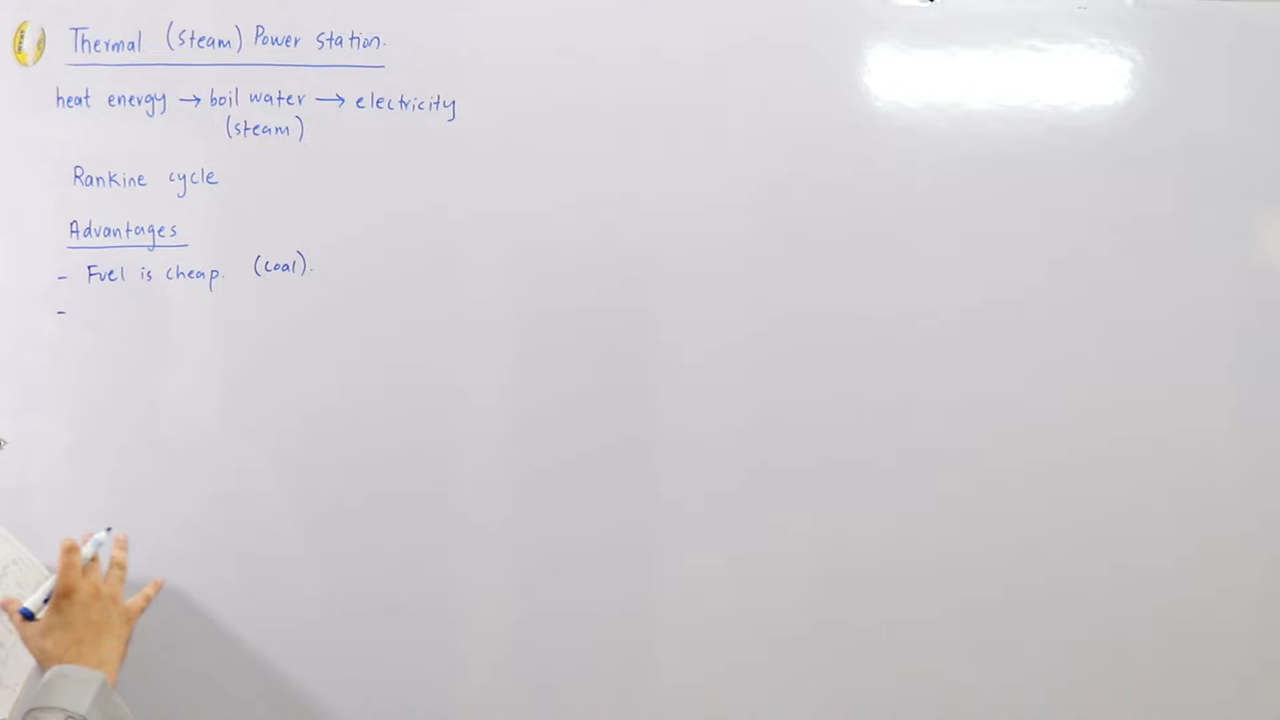 Thermal (steam) Power station.
heat energy → boil water → electricity
(steam)
Rankine cycle
Advantages
- Fuel is cheap. (coal).
-